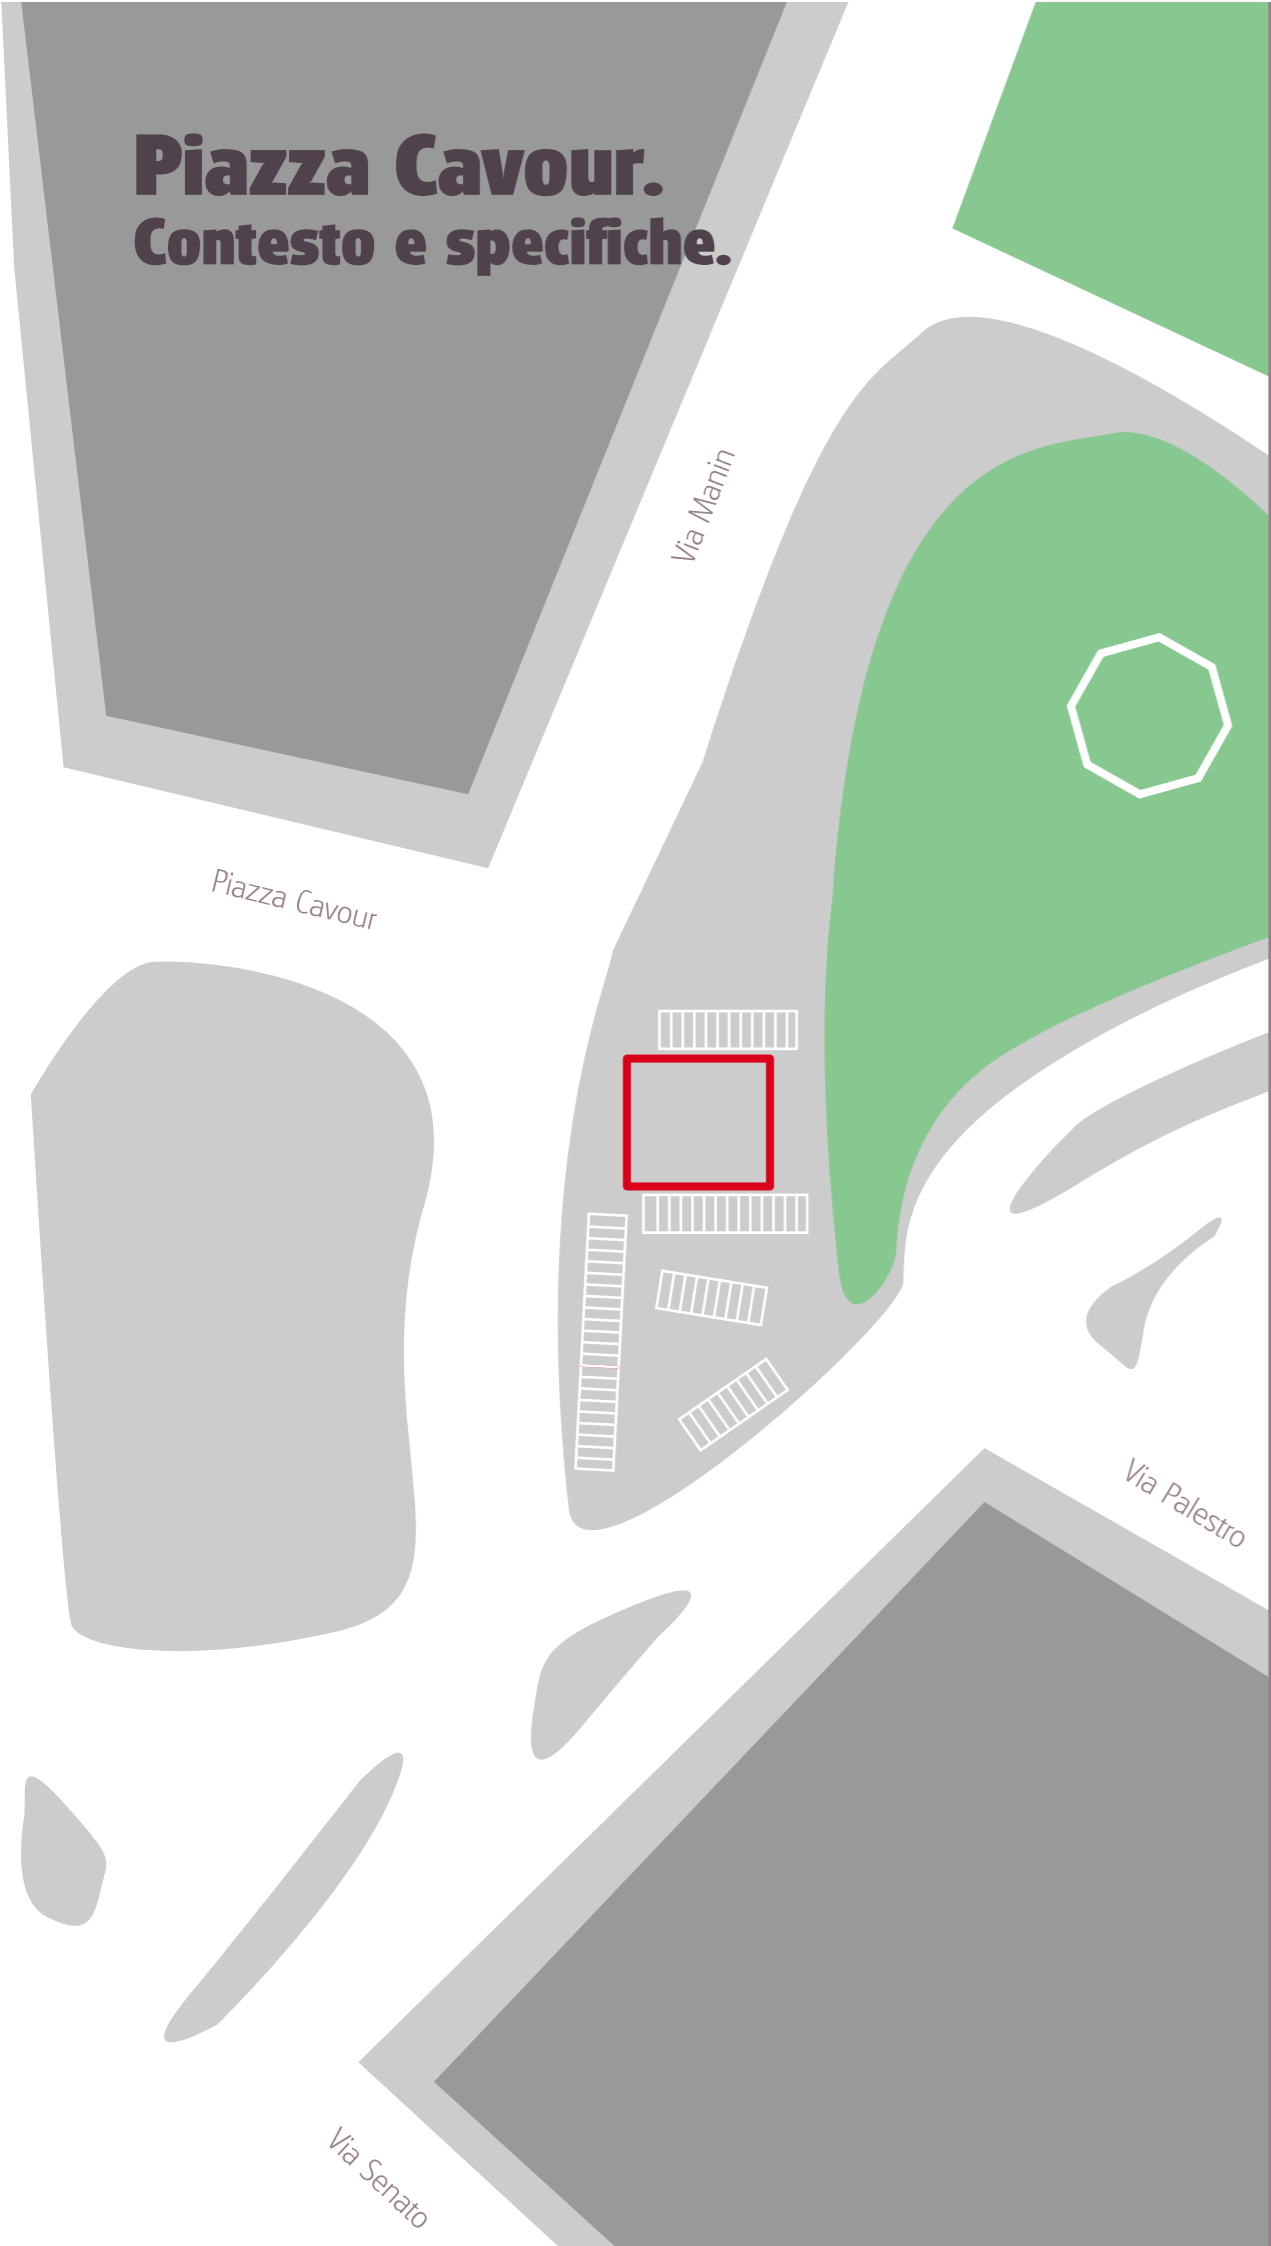 Piazza Cavour.
Contesto e specifiche.
Via Manin
Piazza Cavour
Via Palestro
Via Senato